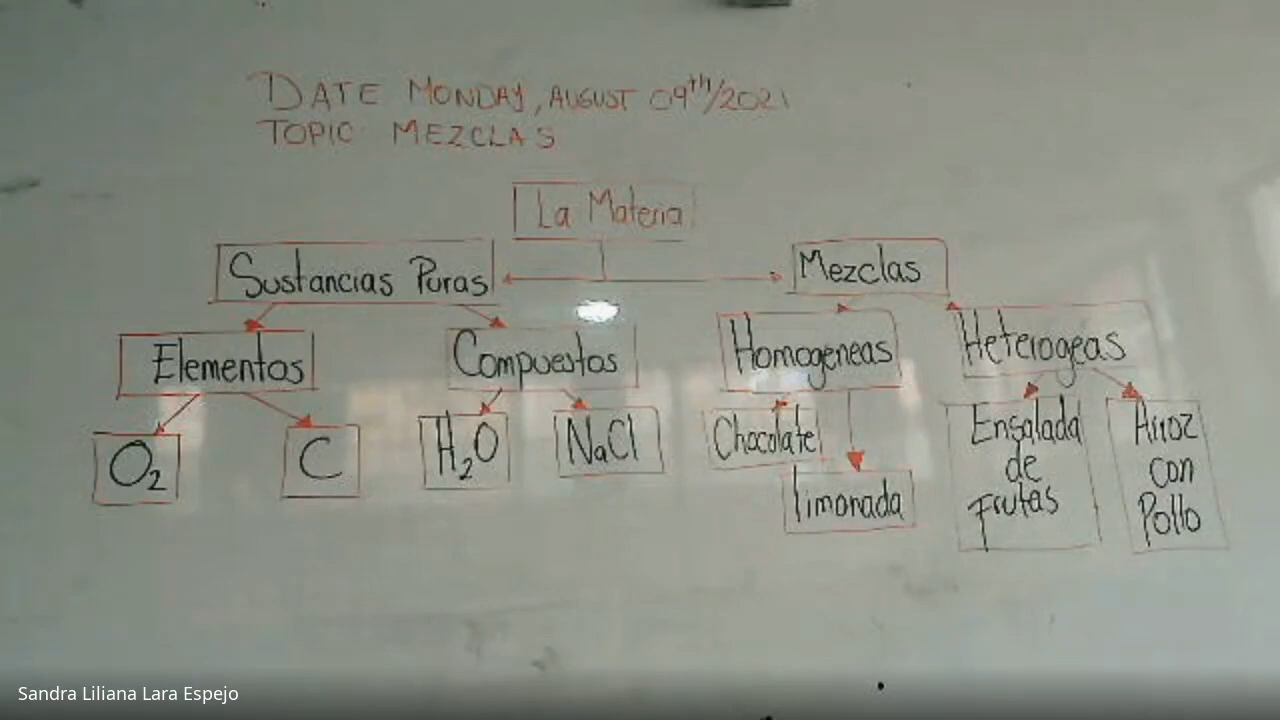 DATE MONDAY, AUGUST 09th/2021
TOPIC MEZCLAS
La Materia
Sustancias Puras
Mezclas
Elementos
Compuestos
Homogeneas
Heterogeas
O2
C
H2O
NaCl
Chocolate
limonada
Ensalada
de
Frutas
Arroz
con
Pollo
Sandra Liliana Lara Espejo